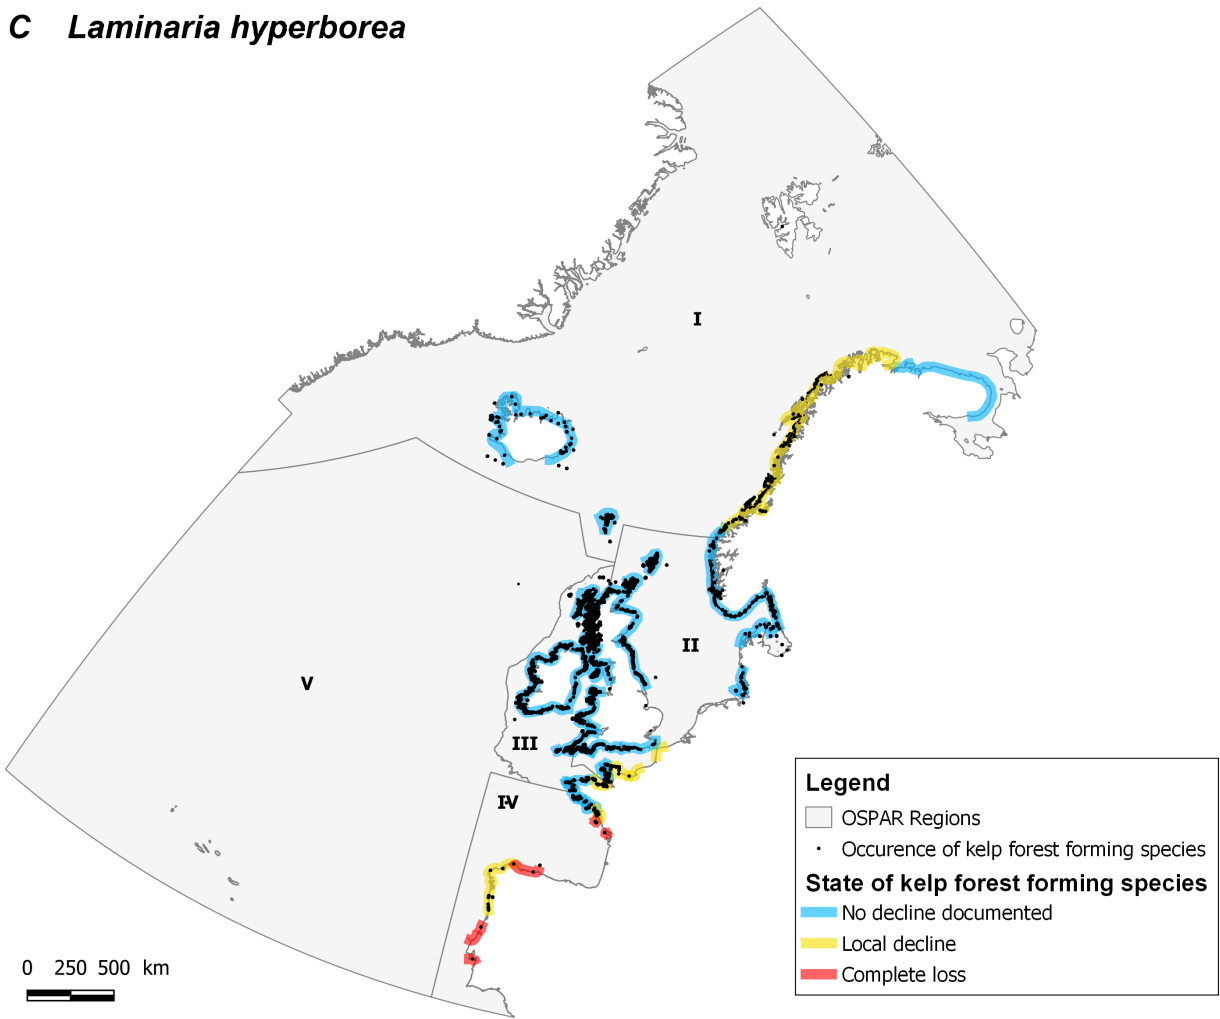 C Laminaria hyperborea
I
II
V
III
IV
Legend
OSPAR Regions
Occurence of kelp forest forming species
State of kelp forest forming species
No decline documented
Local decline
Complete loss
0 250 500 km